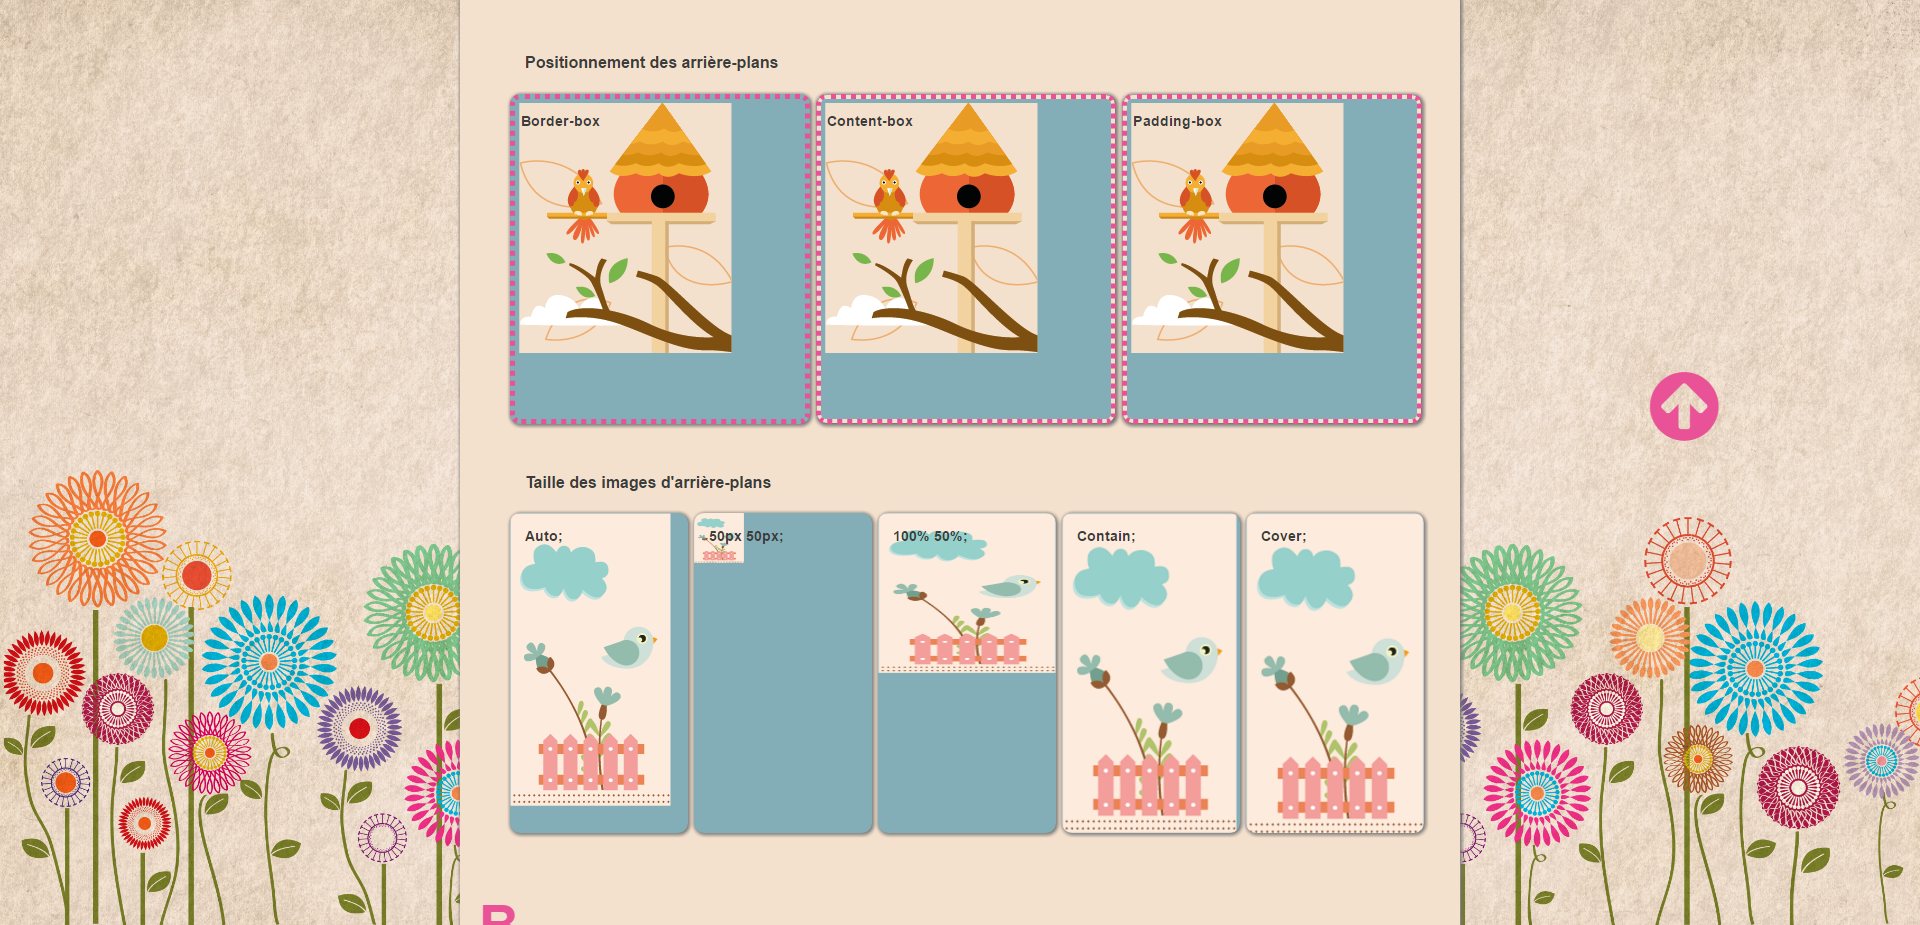 Positionnement des arrière-plans
Border-box
Content-box
Padding-box
Taille des images d'arrière-plans
Auto;
50px 50px;
100% 50%;
Contain;
Cover;